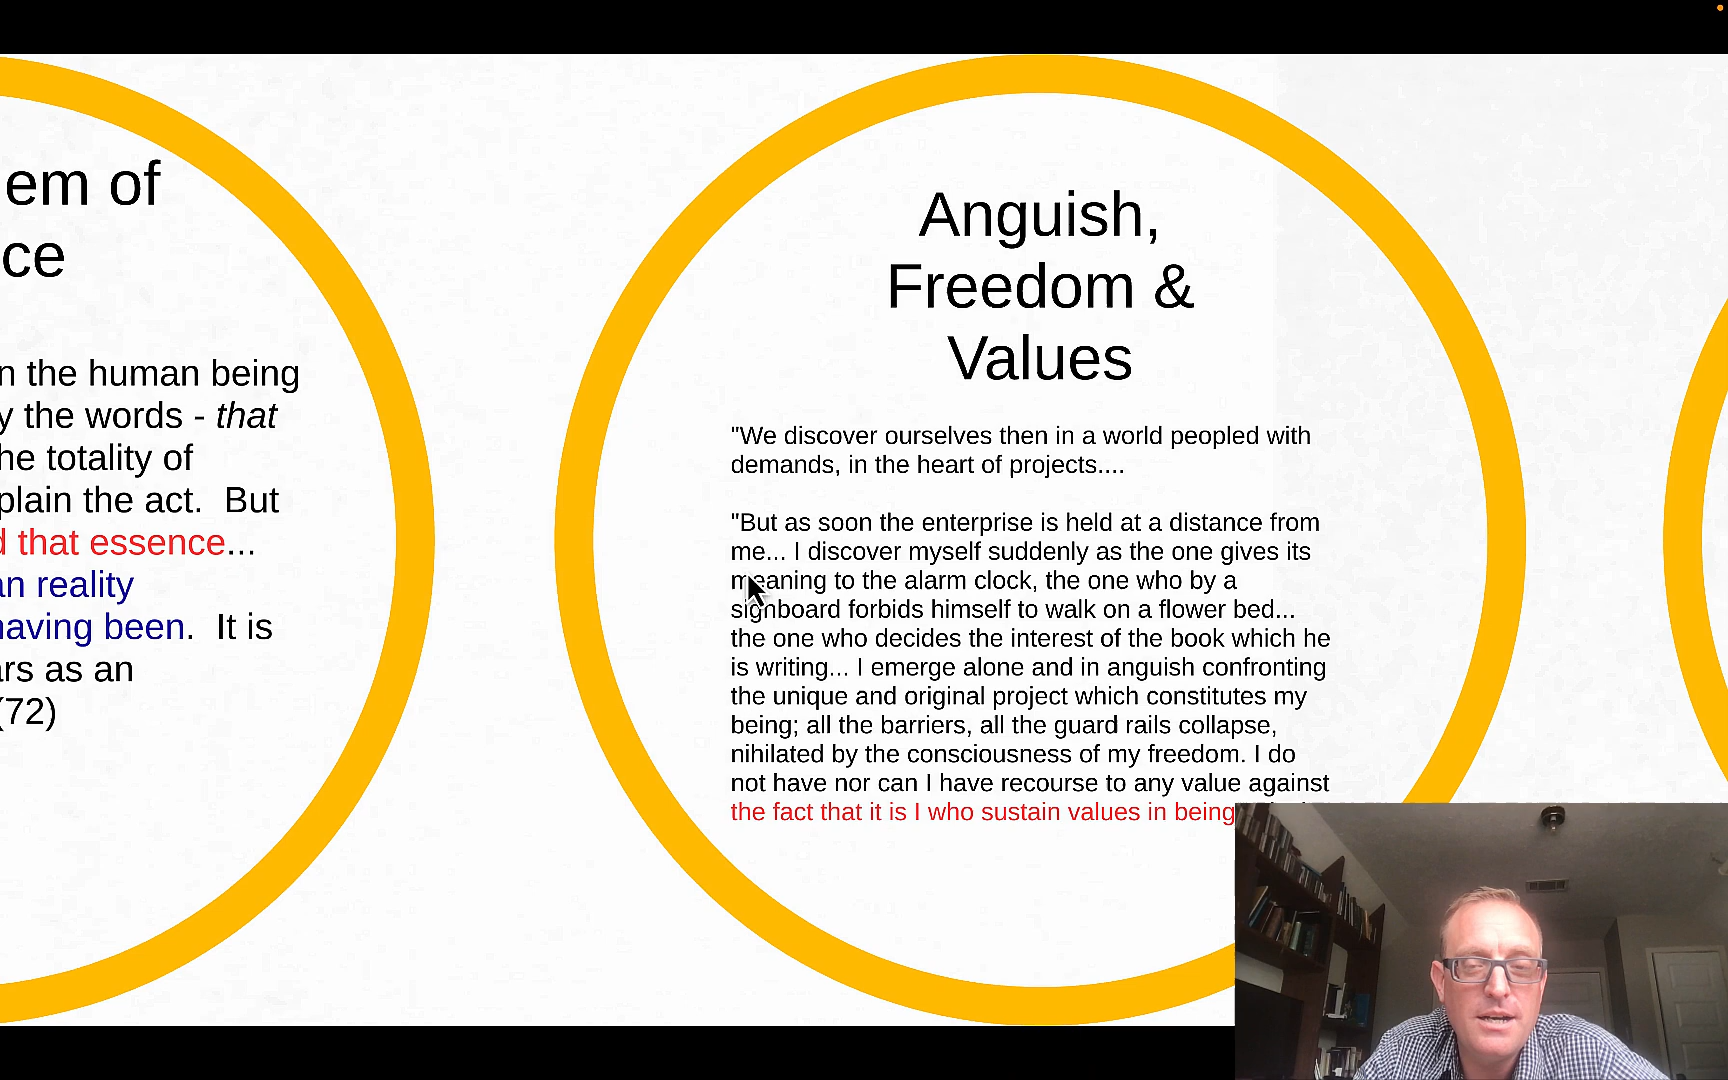 em of
ce
n the human being
y the words - that
he totality of
plain the act.  But
d that essence...
an reality
having been.  It is
ars as an
(72)
Anguish,
Freedom &
Values
"We discover ourselves then in a world peopled with
demands, in the heart of projects....
"But as soon the enterprise is held at a distance from
me... I discover myself suddenly as the one gives its
meaning to the alarm clock, the one who by a
signboard forbids himself to walk on a flower bed...
the one who decides the interest of the book which he
is writing... I emerge alone and in anguish confronting
the unique and original project which constitutes my
being; all the barriers, all the guard rails collapse,
nihilated by the consciousness of my freedom. I do
not have nor can I have recourse to any value against
the fact that it is I who sustain values in being